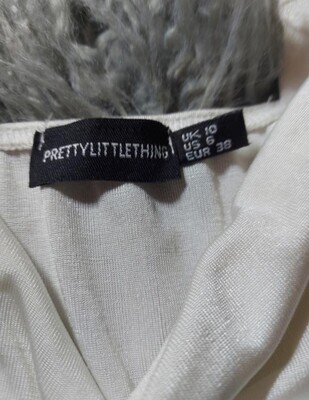 PRETTYLITTLETHING
UK 10
US 6
EUR 38